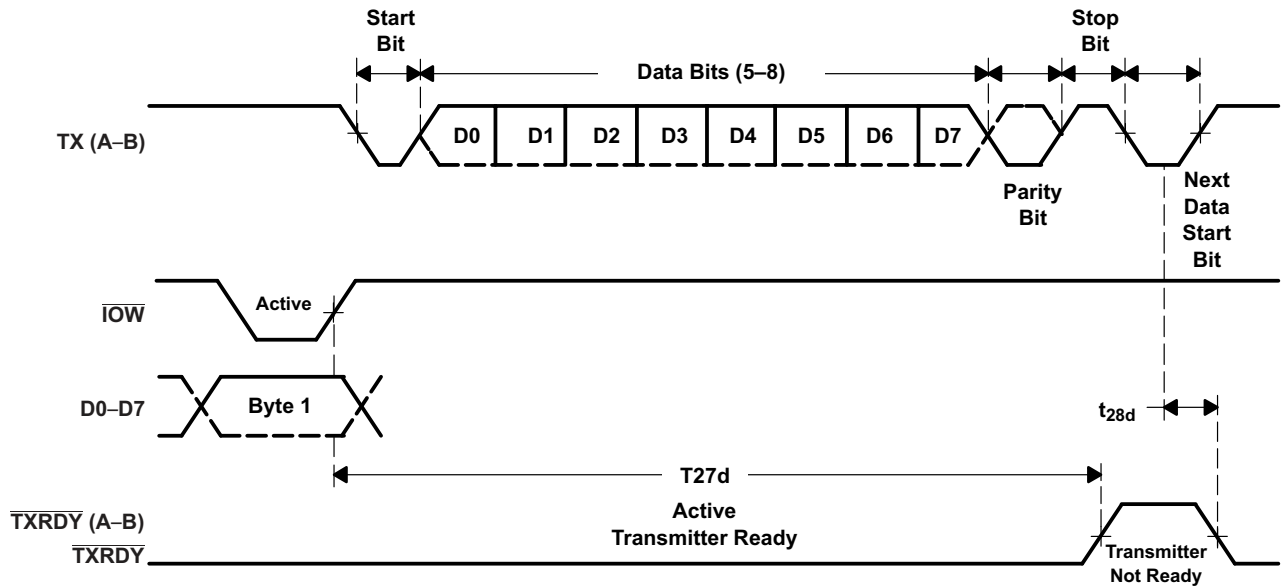 Start
Bit
Data Bits (5–8)
Stop
Bit
TX (A–B)
D0 D1 D2 D3 D4 D5 D6 D7
Parity
Bit
Next
Data
Start
Bit
IOW
Active
D0–D7
Byte 1
t28d
T27d
TXRDY (A–B)
TXRDY
Active
Transmitter Ready
Transmitter
Not Ready